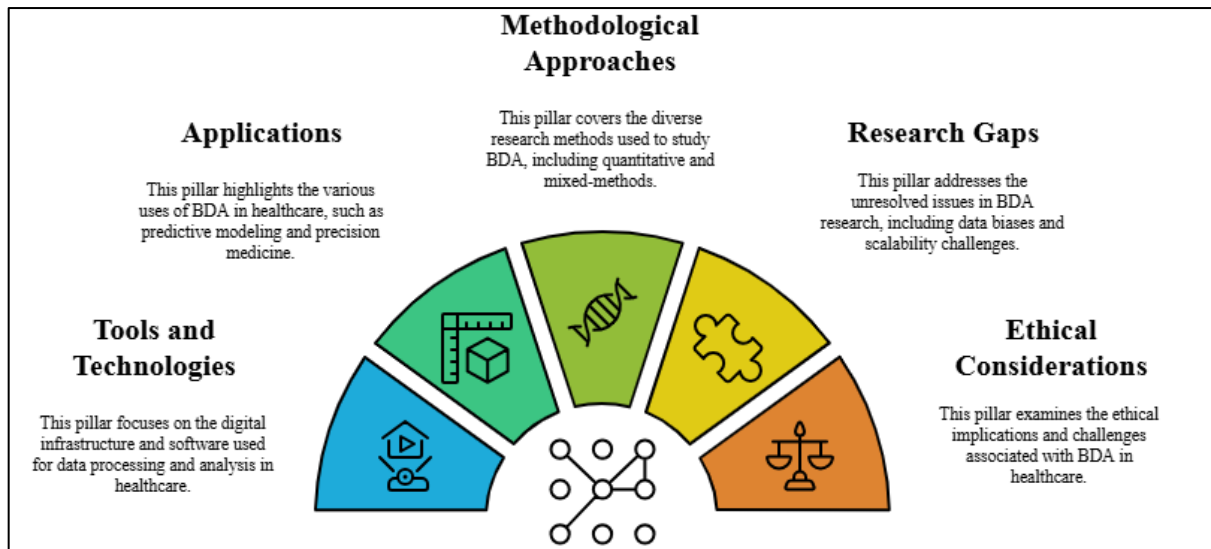 Methodological
Approaches
This pillar covers the diverse
research methods used to study
BDA, including quantitative and
mixed-methods.
Applications
This pillar highlights the various
uses of BDA in healthcare, such as
predictive modeling and precision
medicine.
Research Gaps
This pillar addresses the
unresolved issues in BDA
research, including data biases and
scalability challenges.
Tools and
Technologies
This pillar focuses on the digital
infrastructure and software used
for data processing and analysis in
healthcare.
Ethical
Considerations
This pillar examines the ethical
implications and challenges
associated with BDA in
healthcare.